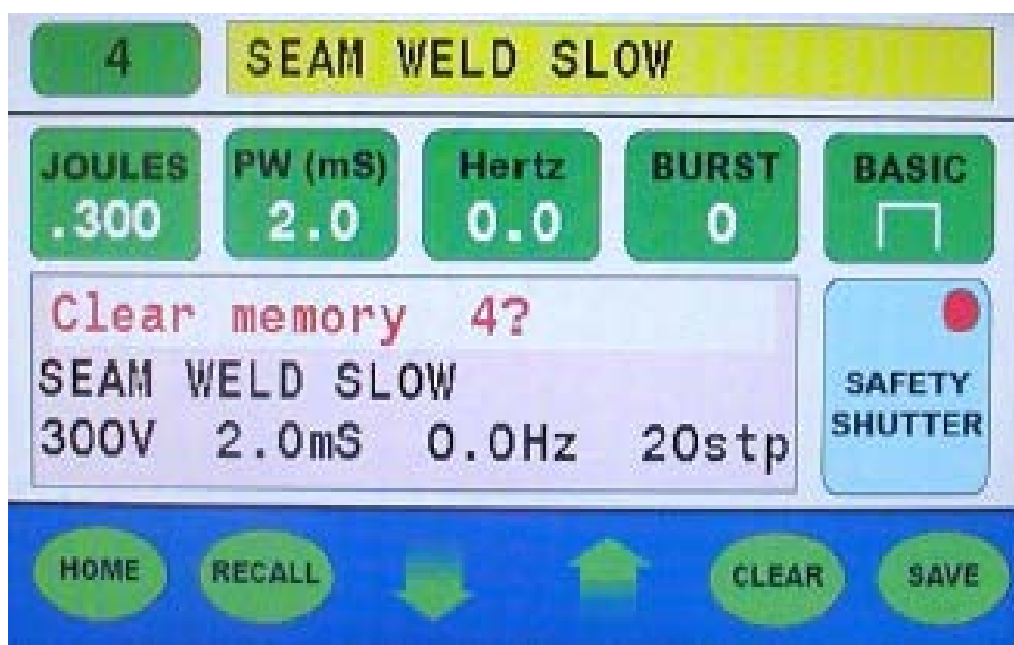 4 SEAM WELD SLOW
JOULES PW (mS) Hertz BURST BASIC
.300 2.0 0.0 0
Clear memory 4?
SEAM WELD SLOW
300V 2.0mS 0.0Hz 20stp
SAFETY
SHUTTER
HOME RECALL CLEAR SAVE